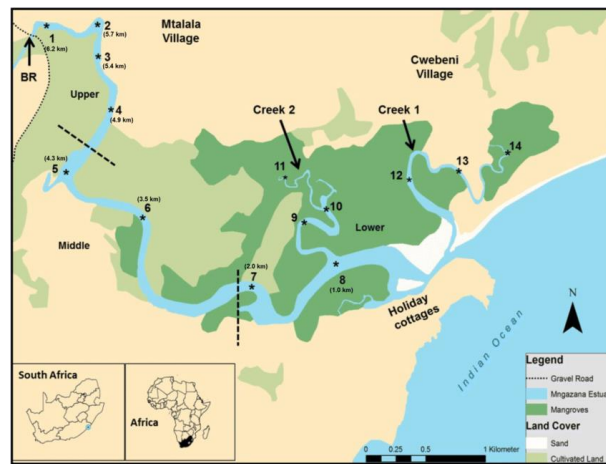 1
(6.2 km)
2
(5.7 km)
3
(5.4 km)
BR
Mtalala
Village
Upper
4
(4.9 km)
Cwebeni
Village
Creek 2
Creek 1
(4.3 km)
5
11
12
13
14
(3.5 km)
6
9
10
Lower
Middle
(2.0 km)
7
8
(1.0 km)
Holiday
cottages
Indian Ocean
N
South Africa
Africa
0 0.25 0.5 1 Kilometer
Legend
Gravel Road
Mngazana Estua
Mangroves
Land Cover
Sand
Cultivated Land